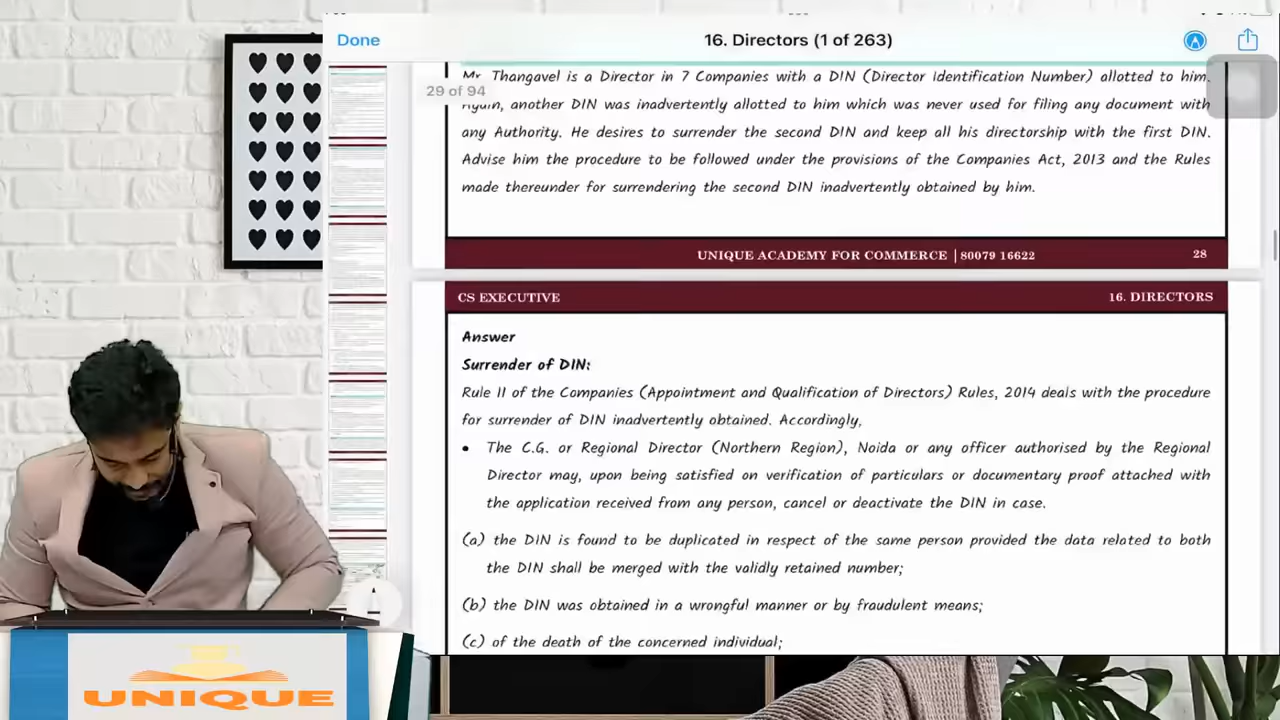 Done
16. Directors (1 of 263)
29 of 94
Mr. Thangavel is a Director in 7 Companies with a DIN (Director Identification Number) allotted to him.
Again, another DIN was inadvertently allotted to him which was never used for filing any document with
any Authority. He desires to surrender the second DIN and keep all his directorship with the first DIN.
Advise him the procedure to be followed under the provisions of the Companies Act, 2013 and the Rules
made thereunder for surrendering the second DIN inadvertently obtained by him.
UNIQUE ACADEMY FOR COMMERCE | 80079 16622
28
CS EXECUTIVE
16. DIRECTORS
Answer
Surrender of DIN:
Rule 11 of the Companies (Appointment and Qualification of Directors) Rules, 2014 deals with the procedure
for surrender of DIN inadvertently obtained. Accordingly,
• The C.G. or Regional Director (Northern Region), Noida or any officer authorised by the Regional
Director may, upon being satisfied on verification of particulars or documentary proof attached with
the application received from any person, cancel or deactivate the DIN in case.
(a) the DIN is found to be duplicated in respect of the same person provided the data related to both
the DIN shall be merged with the validly retained number;
(b) the DIN was obtained in a wrongful manner or by fraudulent means;
(c) of the death of the concerned individual;
UNIQUE